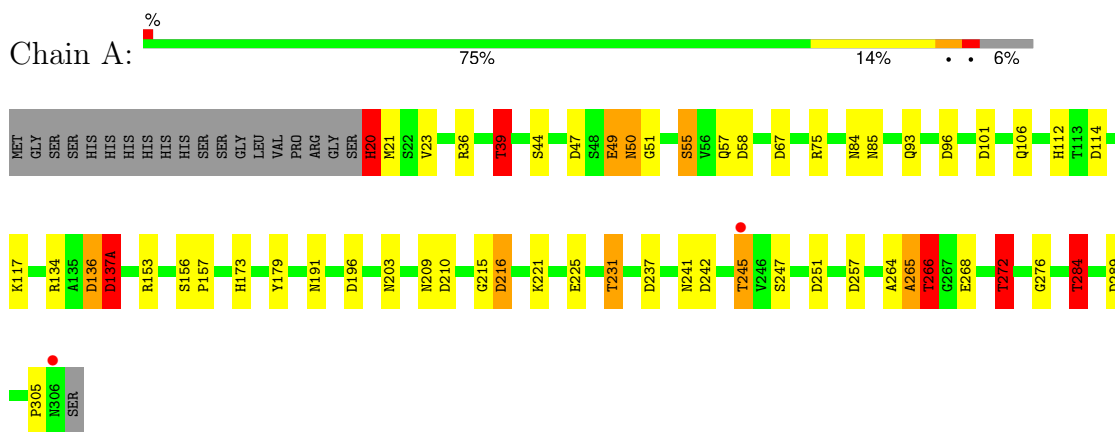 %
Chain A:
75% 14% • • 6%
MET GLY SER SER HIS HIS HIS HIS HIS HIS SER SER GLY LEU VAL PRO ARG GLY SER H20 M21 S22 V23 R36 T39 S44 D47 S48 E49 N50 G51 S55 V56 Q57 D58 D67 R75 N84 N85 Q93 D96 D101 Q106 H112 T113 D114
K117 R134 A135 D136 D137A R153 S156 P157 H173 Y179 N191 D196 N203 N209 D210 G215 D216 K221 E225 T231 D237 N241 D242 T245 V246 S247 D251 D257 A264 A265 T266 G267 E268 T272 G276 T284
P305 N306 SER